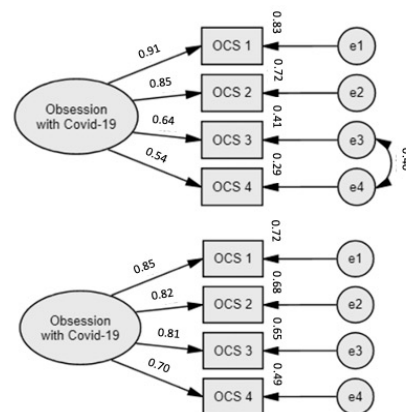 0.83
0.91
OCS 1
e1
0.72
0.85
OCS 2
e2
Obsession
with Covid-19
0.41
0.64
OCS 3
e3
0.29
0.54
OCS 4
e4
0.72
0.85
OCS 1
e1
0.68
0.82
OCS 2
e2
Obsession
with Covid-19
0.65
0.81
OCS 3
e3
0.49
0.70
OCS 4
e4